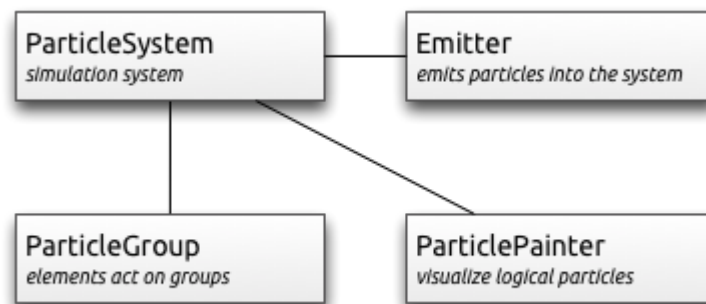 ParticleSystem
simulation system
Emitter
emits particles into the system
ParticleGroup
elements act on groups
ParticlePainter
visualize logical particles